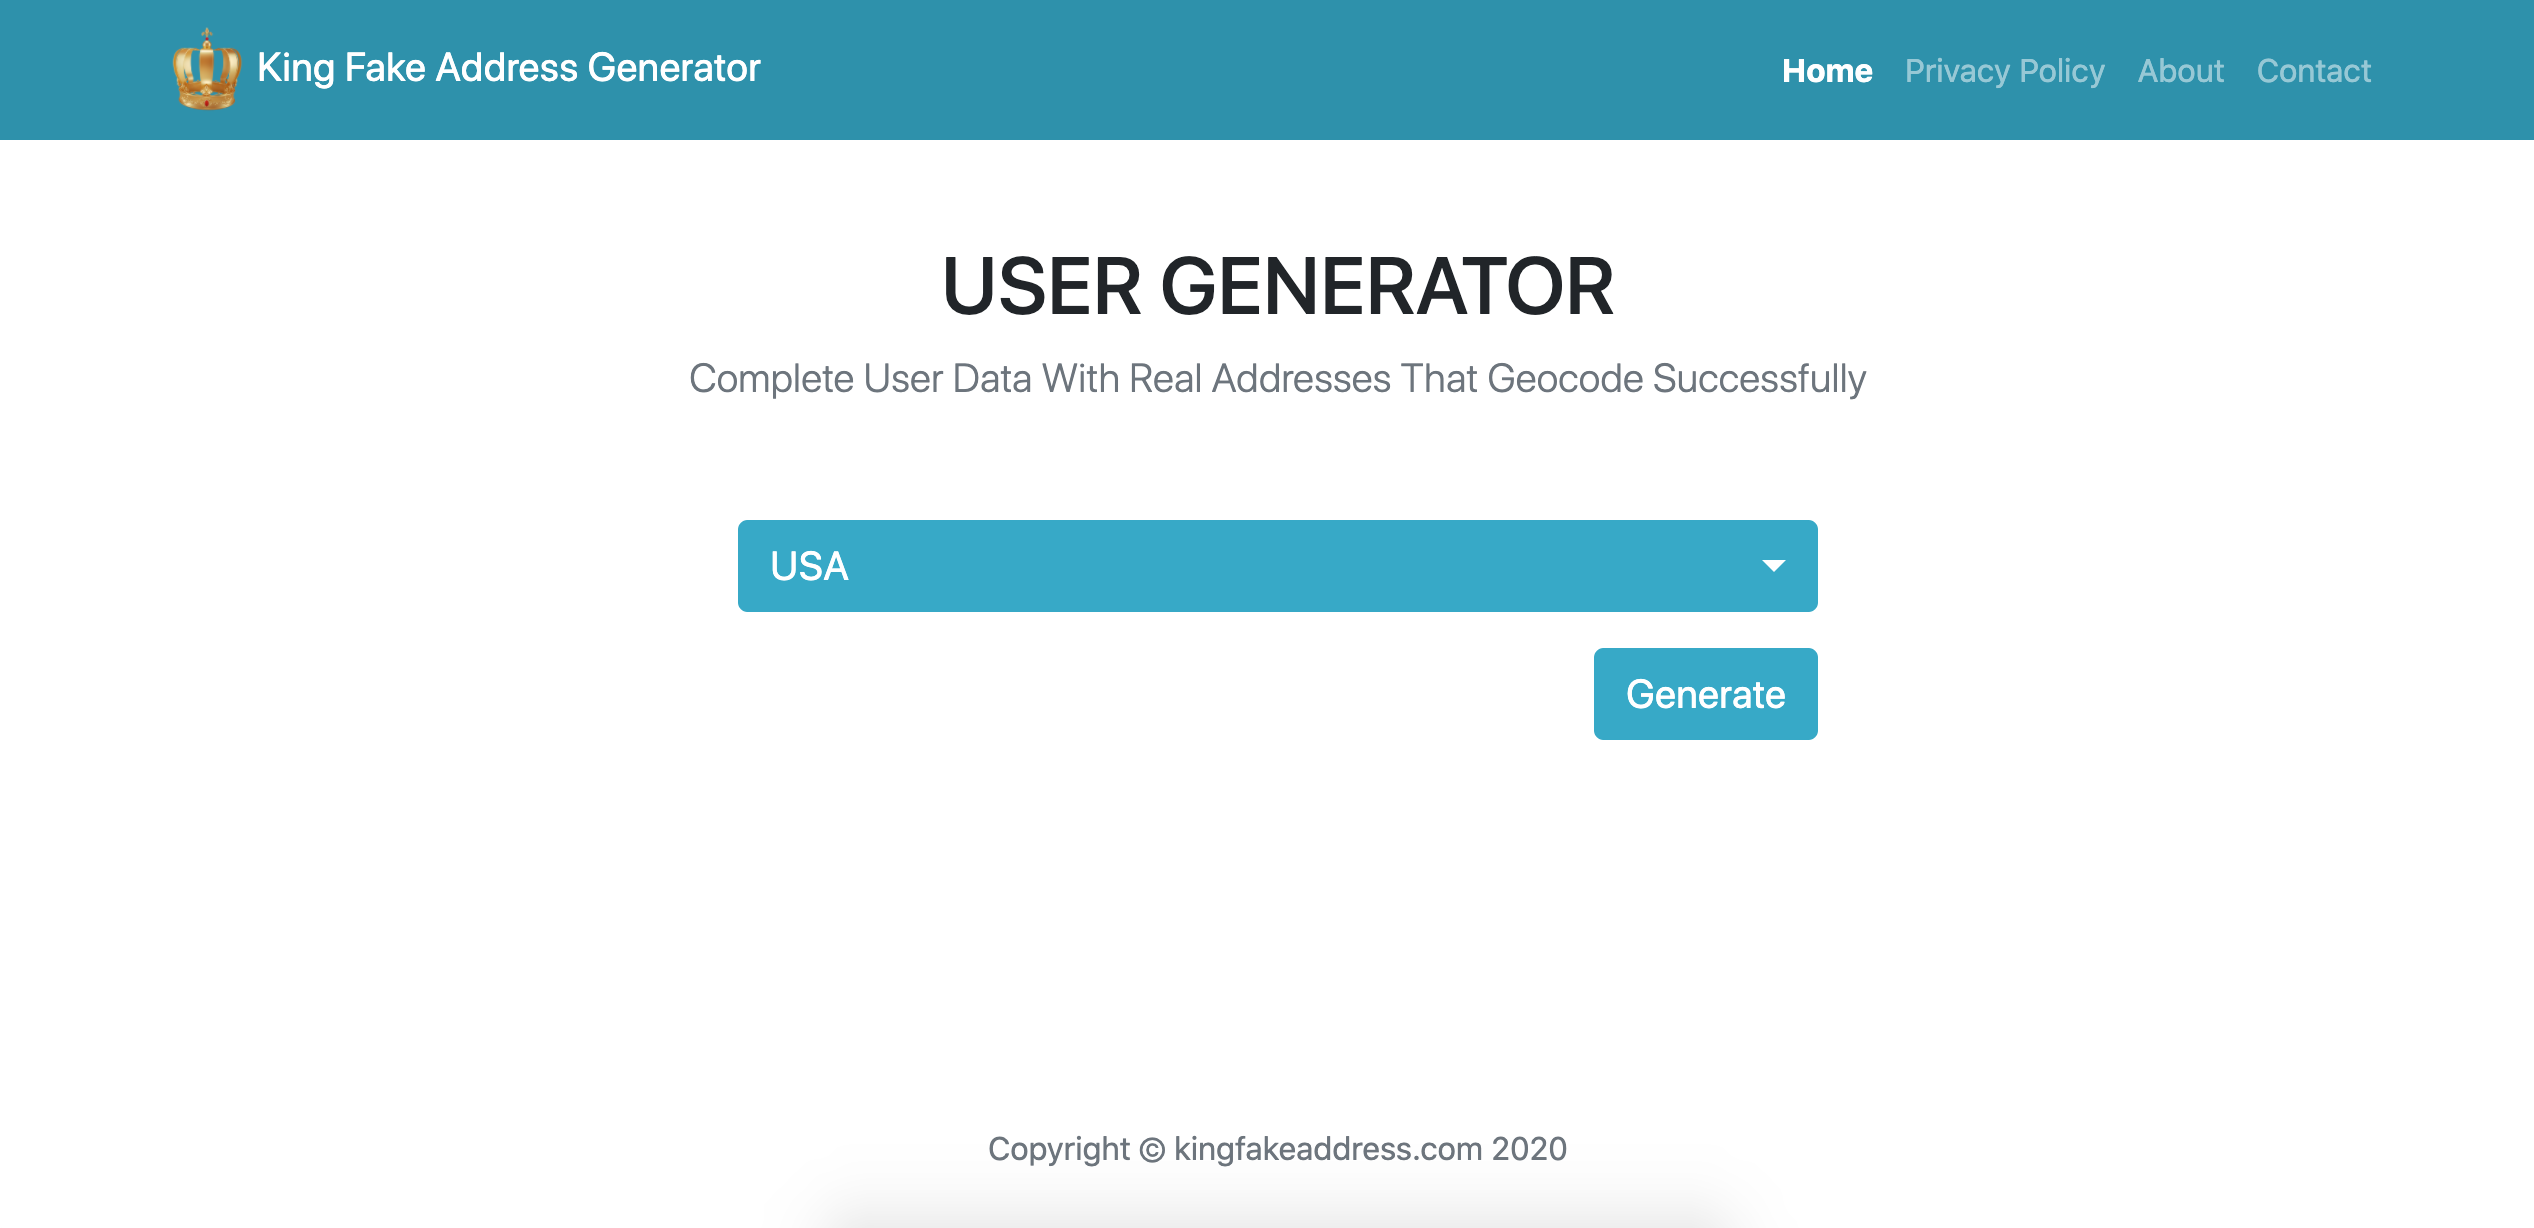 King Fake Address Generator
Home Privacy Policy About Contact
USER GENERATOR
Complete User Data With Real Addresses That Geocode Successfully
USA
Generate
Copyright © kingfakeaddress.com 2020